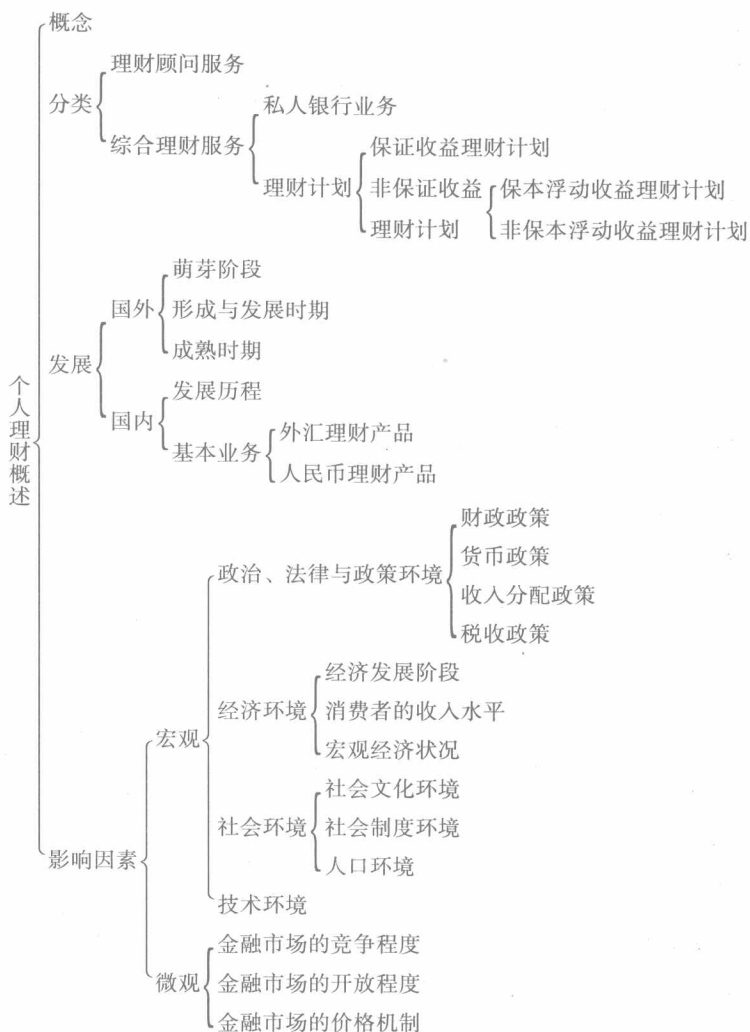 概念
理财顾问服务
分类
私人银行业务
综合理财服务
保证收益理财计划
理财计划
非保证收益
理财计划
保本浮动收益理财计划
非保本浮动收益理财计划
萌芽阶段
国外
形成与发展时期
成熟时期
发展
个人理财概述
发展历程
国内
外汇理财产品
基本业务
人民币理财产品
财政政策
货币政策
政治、法律与政策环境
收入分配政策
税收政策
经济发展阶段
经济环境
消费者的收入水平
宏观
宏观经济状况
社会文化环境
社会环境
社会制度环境
影响因素
人口环境
技术环境
金融市场的竞争程度
微观
金融市场的开放程度
金融市场的价格机制